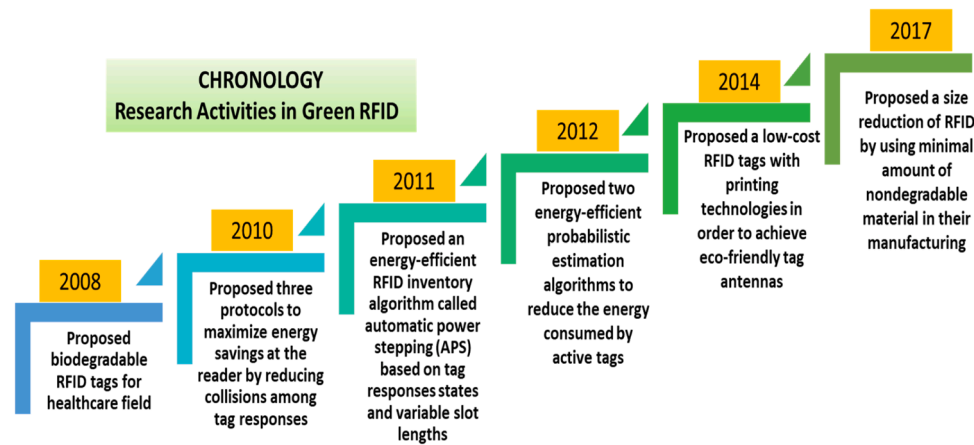 CHRONOLOGY
Research Activities in Green RFID
2008
Proposed
biodegradable
RFID tags for
healthcare field
2010
Proposed three
protocols to
maximize energy
savings at the
reader by reducing
collisions among
tag responses
2011
Proposed an
energy-efficient
RFID inventory
algorithm called
automatic power
stepping (APS)
based on tag
responses states
and variable slot
lengths
2012
Proposed two
energy-efficient
probabilistic
estimation
algorithms to
reduce the energy
consumed by
active tags
2014
Proposed a low-cost
RFID tags with
printing
technologies in
order to achieve
eco-friendly tag
antennas
2017
Proposed a size
reduction of RFID
by using minimal
amount of
nondegradable
material in their
manufacturing